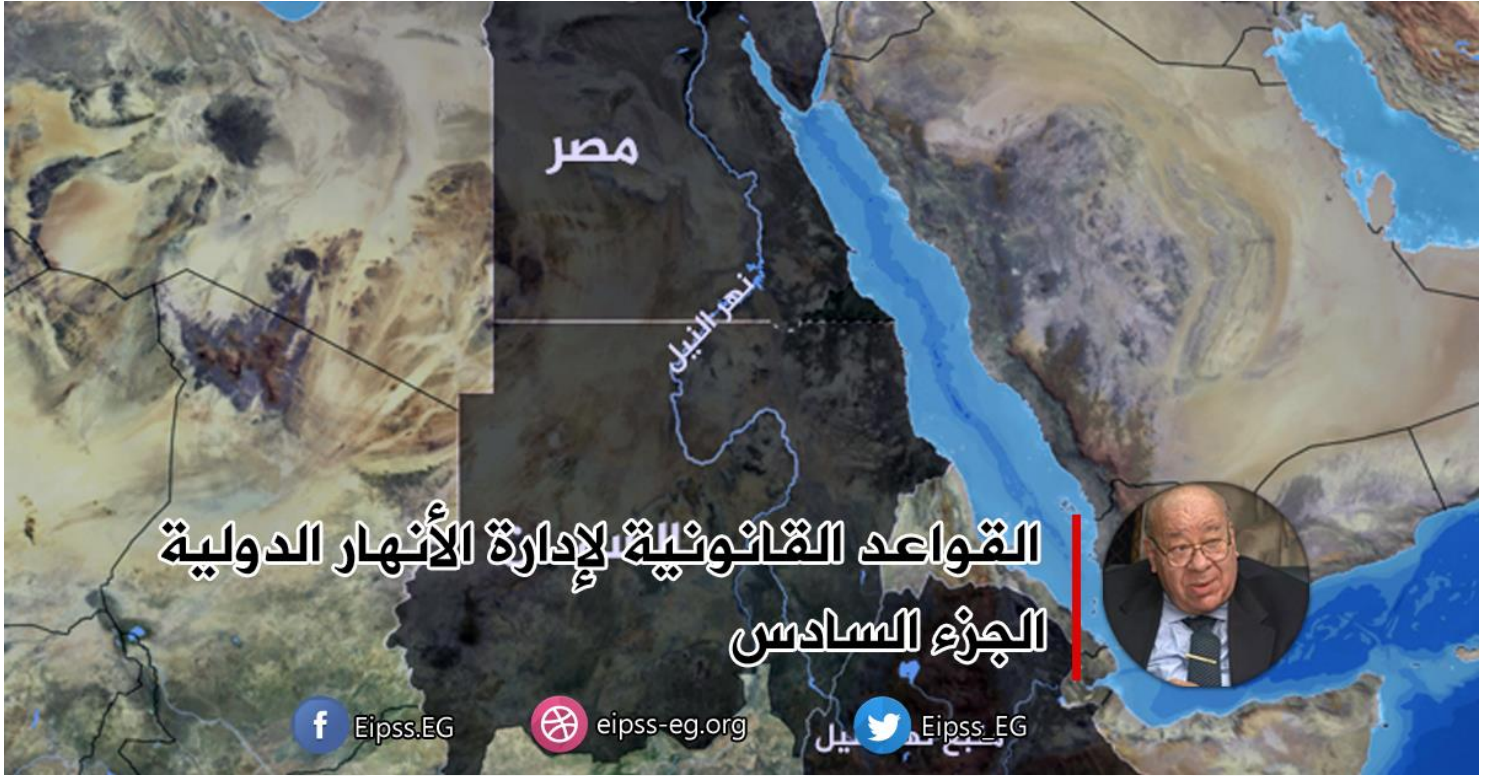 مصر
نهر النيل
القواعد القانونية لإدارة الأنهار الدولية
الجزء السادس
Eipss.EG
eipss-eg.org
Eipss_EG